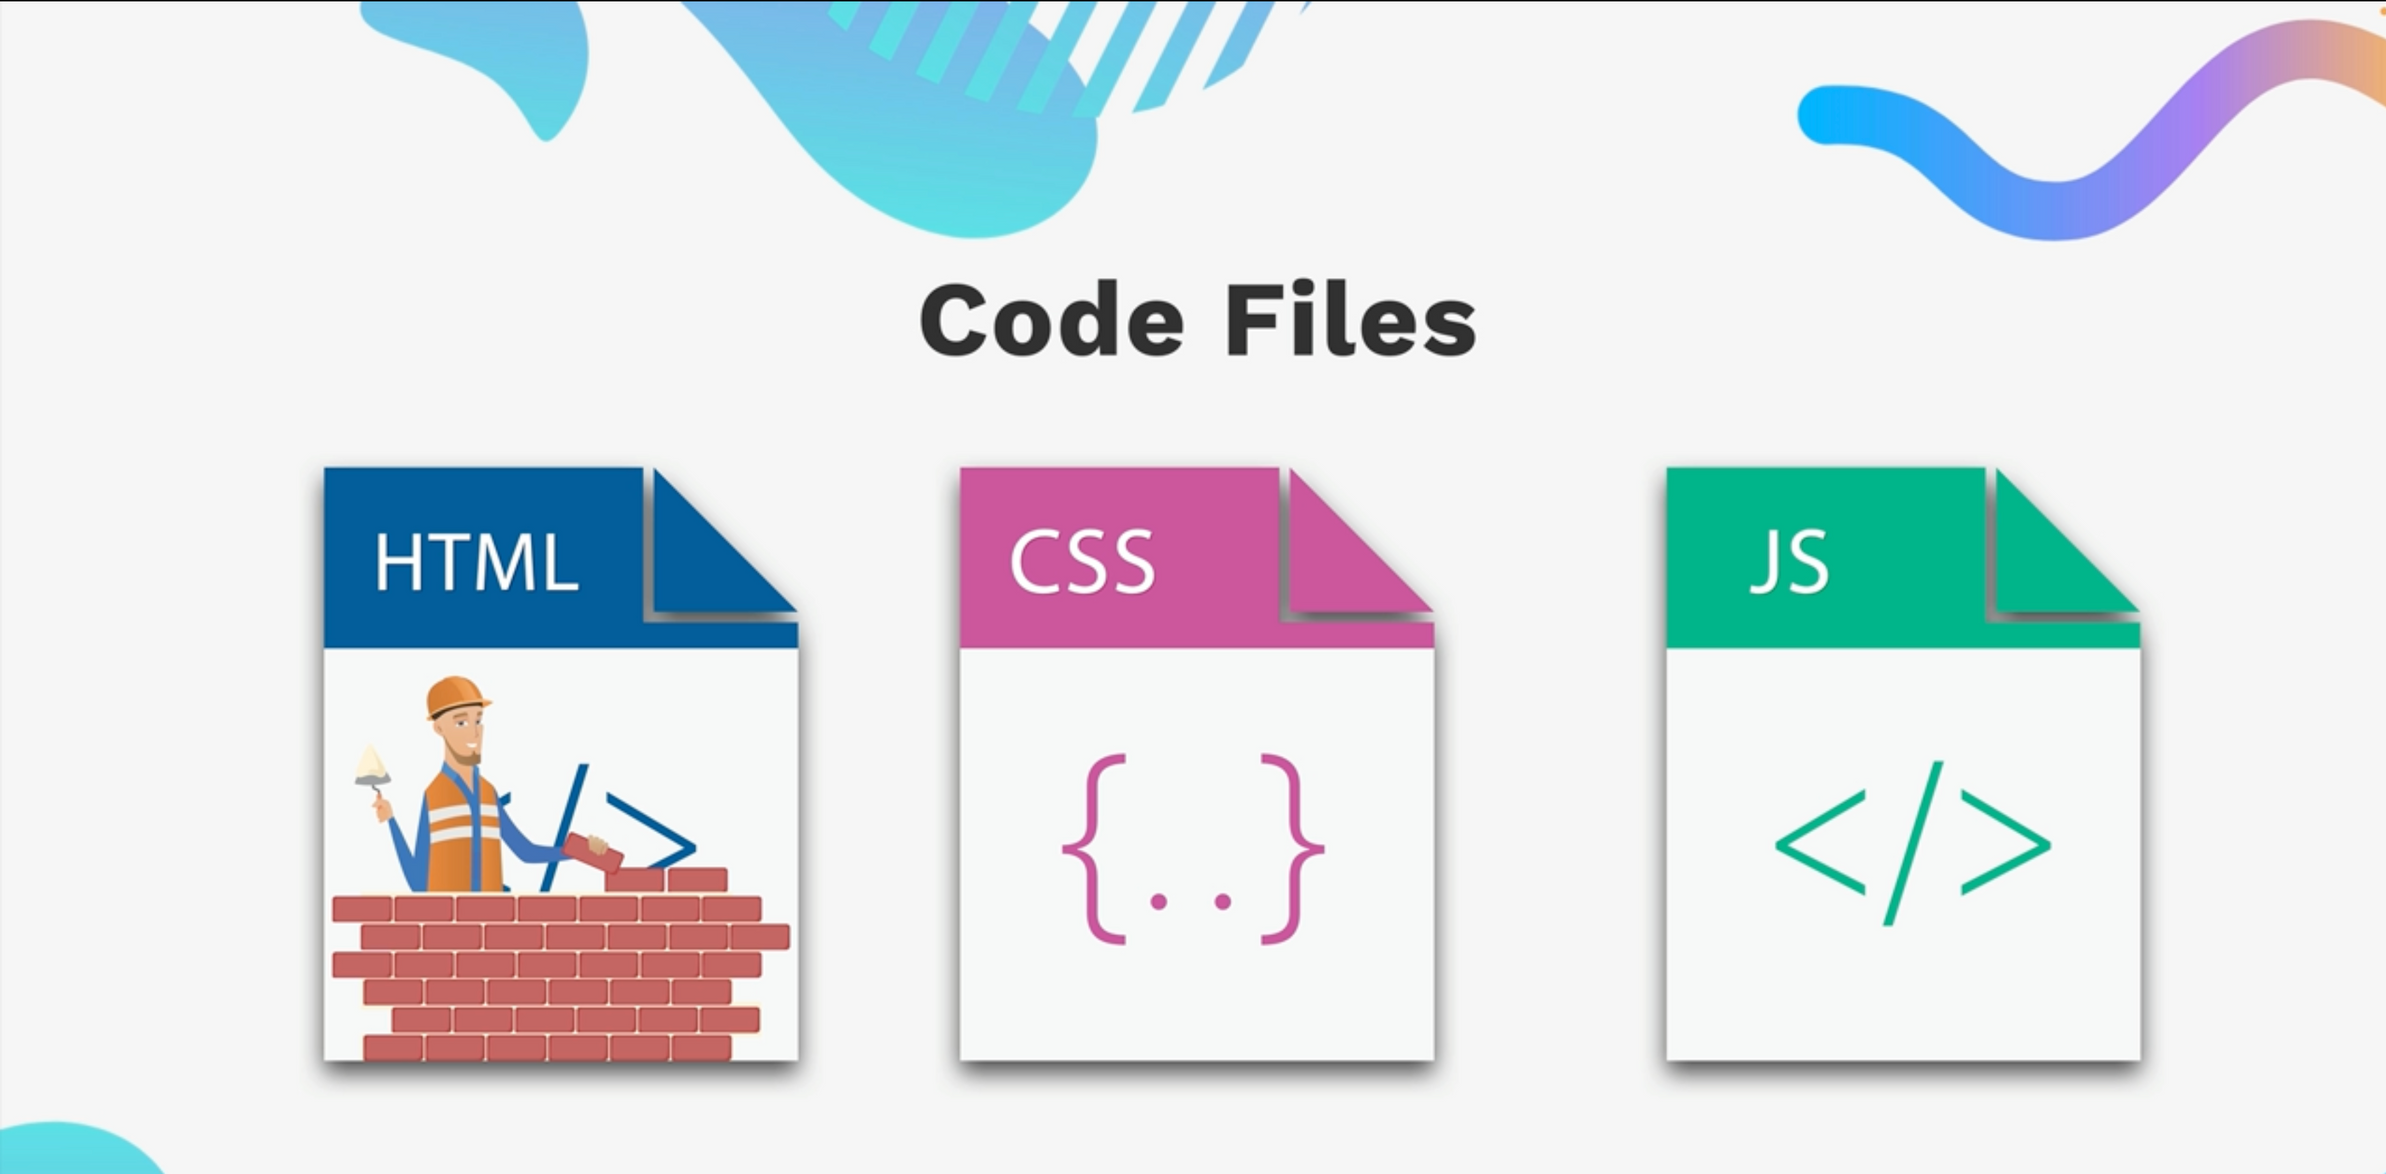 Code Files
HTML
CSS
JS
</>
{..}
</>